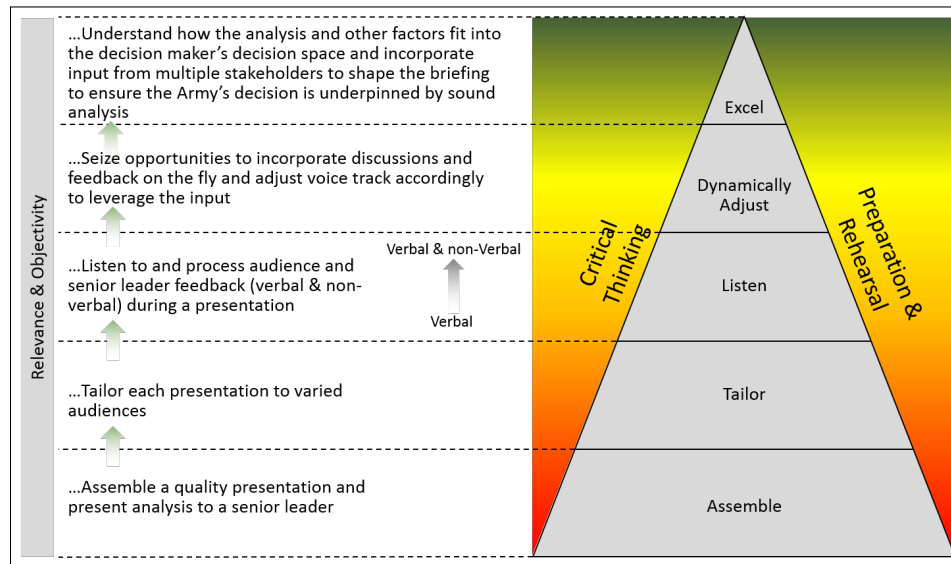 Relevance & Objectivity
...Understand how the analysis and other factors fit into
the decision maker's decision space and incorporate
input from multiple stakeholders to shape the briefing
to ensure the Army's decision is underpinned by sound
analysis
...Seize opportunities to incorporate discussions and
feedback on the fly and adjust voice track accordingly
to leverage the input
...Listen to and process audience and
senior leader feedback (verbal & non-
verbal) during a presentation
Verbal & non-Verbal
Verbal
...Tailor each presentation to varied
audiences
...Assemble a quality presentation and
present analysis to a senior leader
Critical
Thinking
Excel
Dynamically
Adjust
Listen
Tailor
Assemble
Preparation &
Rehearsal